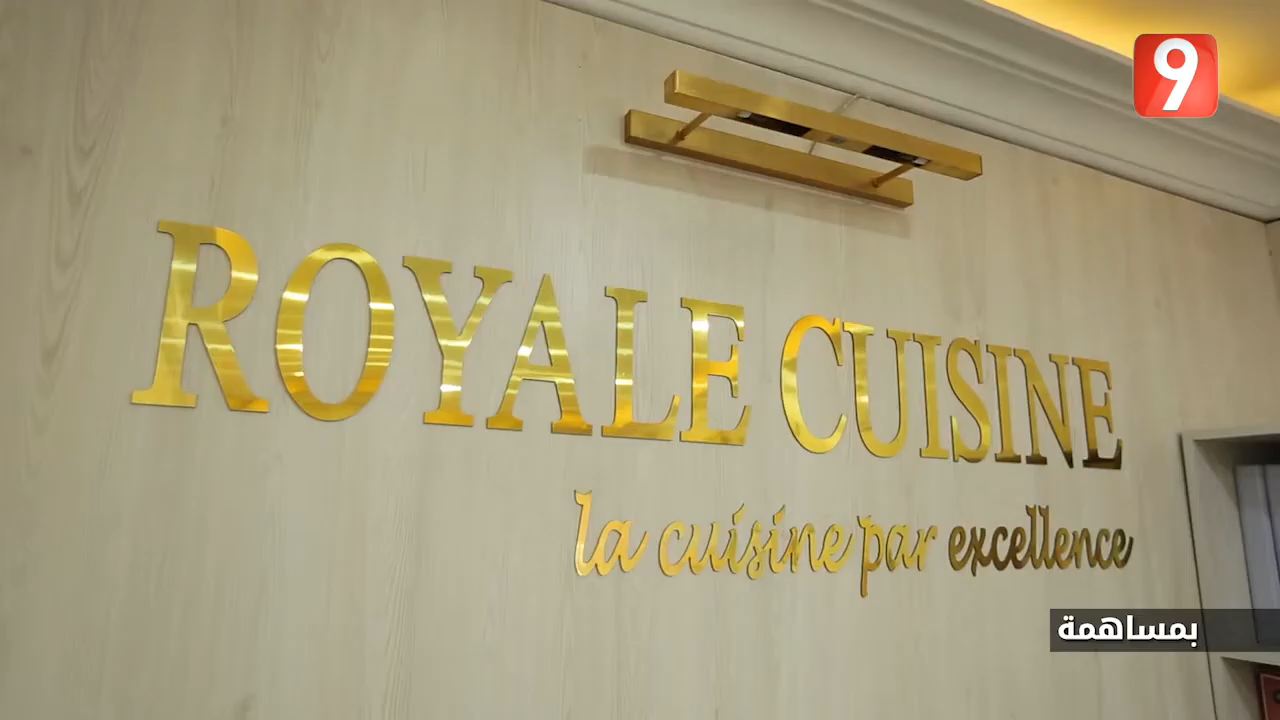 9
ROYALE CUISINE
la cuisine par excellence
بمساهمة